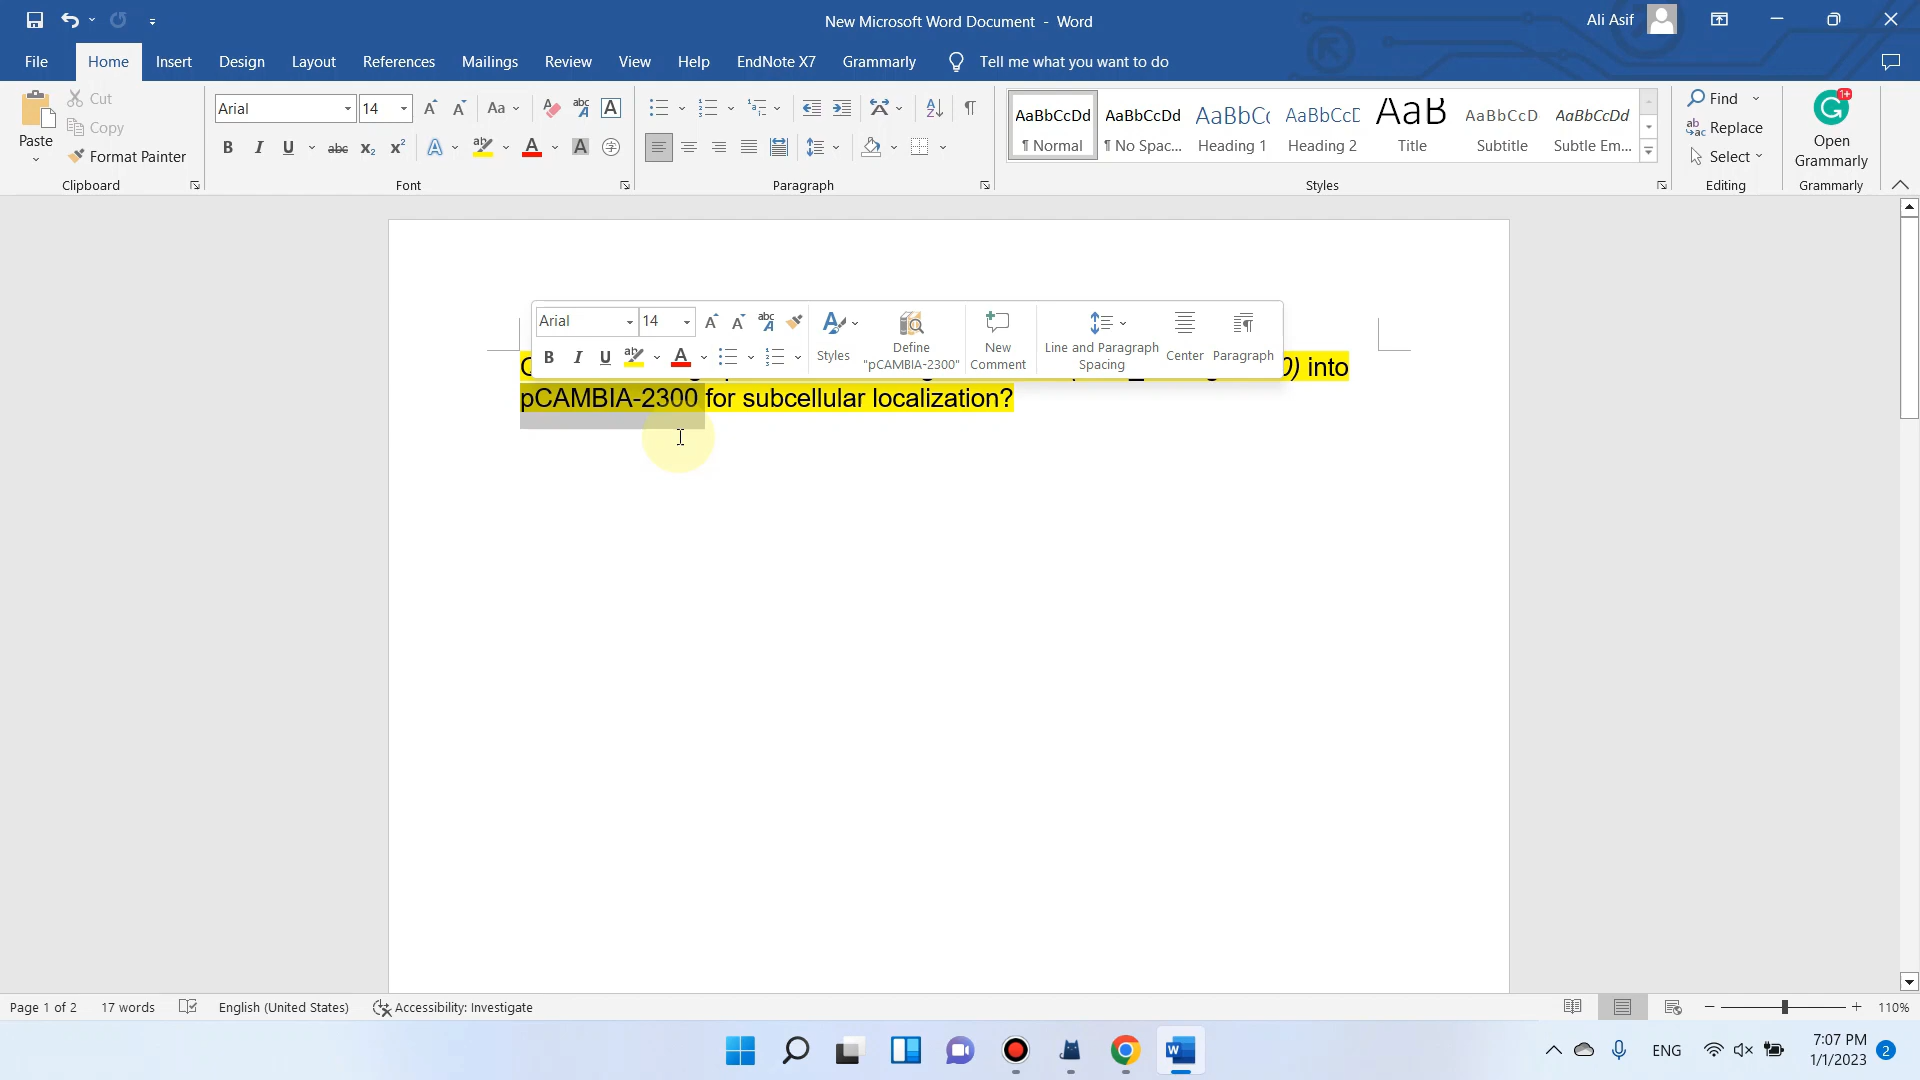 New Microsoft Word Document - Word
Ali Asif
File Home Insert Design Layout References Mailings Review View Help EndNote X7 Grammarly Tell me what you want to do
Paste
Cut
Copy
Format Painter
Clipboard
Arial 14
Font
Paragraph
AaBbCcDd AaBbCcDd AaBbCc AaBbCcC AaB AaBbCcD AaBbCcDd
¶ Normal ¶ No Spac... Heading 1 Heading 2 Title Subtitle Subtle Em...
Styles
Find
Replace
Select
Editing
Open
Grammarly
Grammarly
Arial 14
Styles
Define
"pCAMBIA-2300"
New
Comment
Line and Paragraph
Spacing
Center Paragraph
into
pCAMBIA-2300 for subcellular localization?
Page 1 of 2 17 words English (United States) Accessibility: Investigate 110%
ENG
7:07 PM
1/1/2023
2